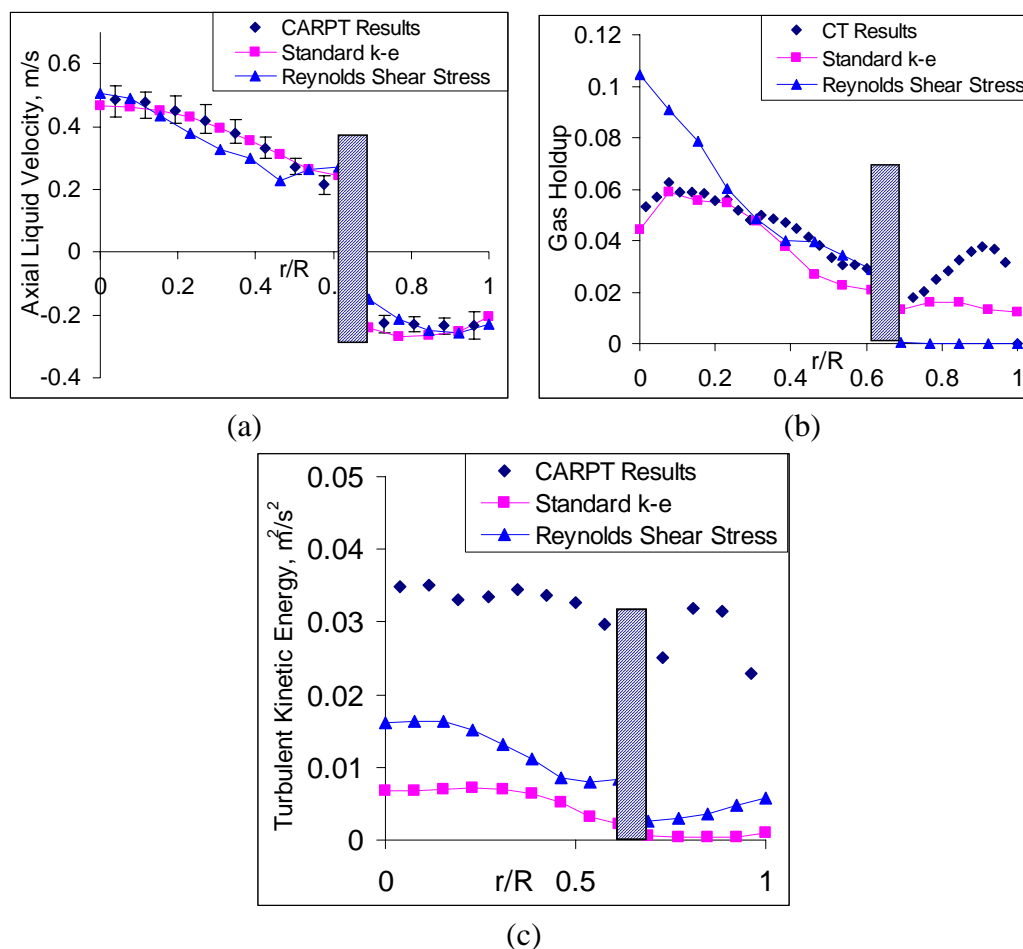 CARPT Results
Standard k-e
Reynolds Shear Stress
Axial Liquid Velocity, m/s
0.6
0.4
0.2
0
-0.2
-0.4
0 0.2 0.4 0.6 0.8 1
r/R
(a)
CT Results
Standard k-e
Reynolds Shear Stress
Gas Holdup
0.12
0.1
0.08
0.06
0.04
0.02
0
0 0.2 0.4 0.6 0.8 1
r/R
(b)
CARPT Results
Standard k-e
Reynolds Shear Stress
Turbulent Kinetic Energy, m²/s²
0.05
0.04
0.03
0.02
0.01
0
0 r/R 0.5 1
(c)